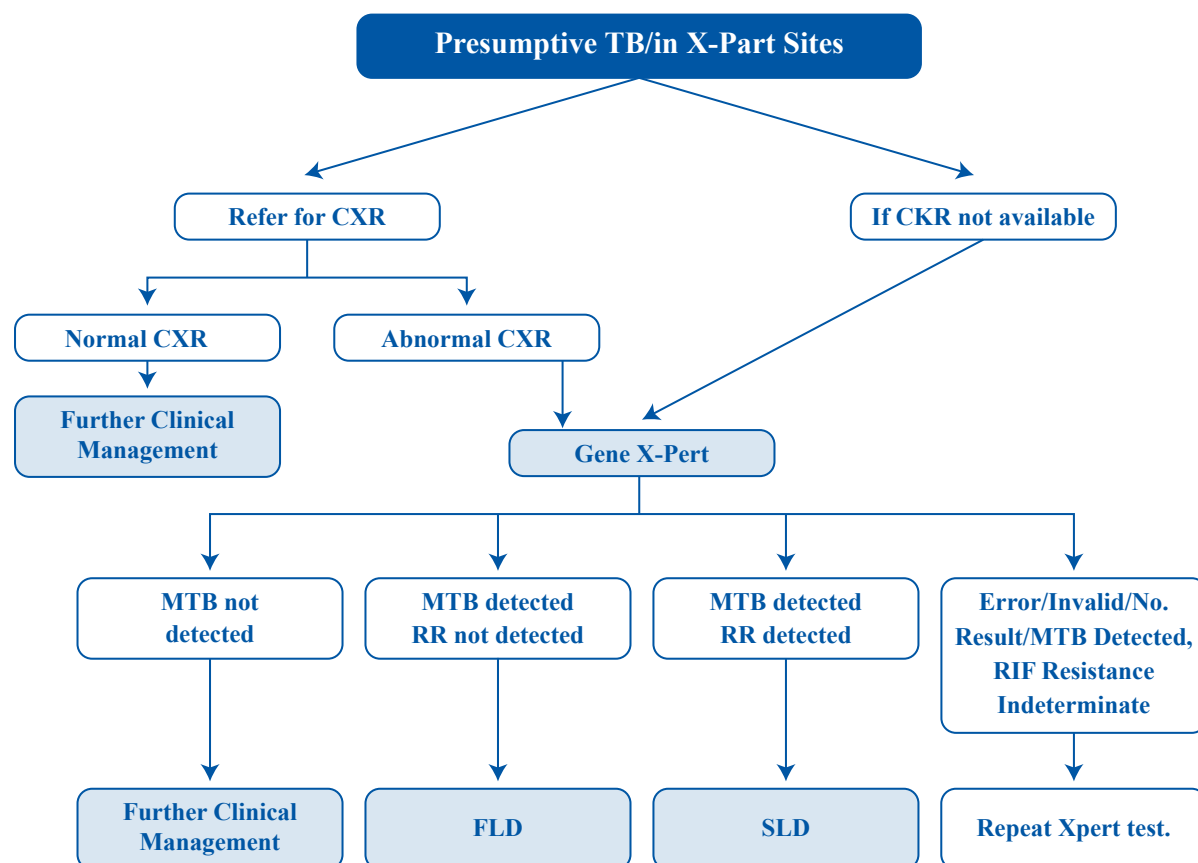 Presumptive TB/in X-Part Sites
Refer for CXR
If CKR not available
Normal CXR
Abnormal CXR
Further Clinical
Management
Gene X-Pert
MTB not
detected
MTB detected
RR not detected
MTB detected
RR detected
Error/Invalid/No.
Result/MTB Detected,
RIF Resistance
Indeterminate
Further Clinical
Management
FLD
SLD
Repeat Xpert test.